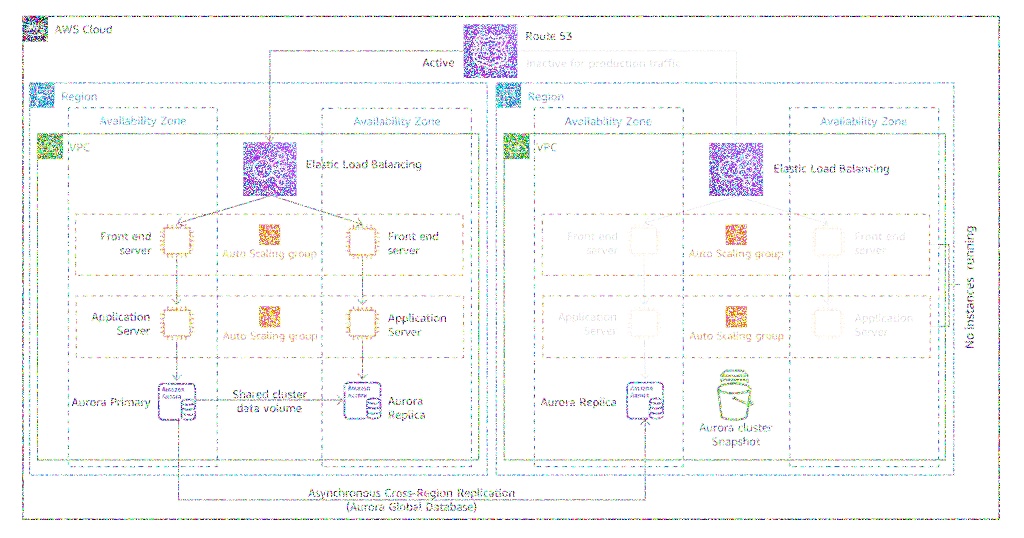 AWS Cloud
Route 53
Active
Inactive for production traffic
Region
Region
Availability Zone
Availability Zone
Availability Zone
Availability Zone
VPC
VPC
Elastic Load Balancing
Elastic Load Balancing
Front end
server
Auto Scaling group
Front end
server
Front end
server
Auto Scaling group
Front end
server
No instances running
Application
Server
Auto Scaling group
Application
Server
Application
Server
Auto Scaling group
Application
Server
Aurora Primary
Amazon
Aurora
Shared cluster
data volume
Amazon
Aurora
Aurora
Replica
Aurora Replica
Amazon
Aurora
Aurora cluster
Snapshot
Asynchronous Cross-Region Replication
(Aurora Global Database)